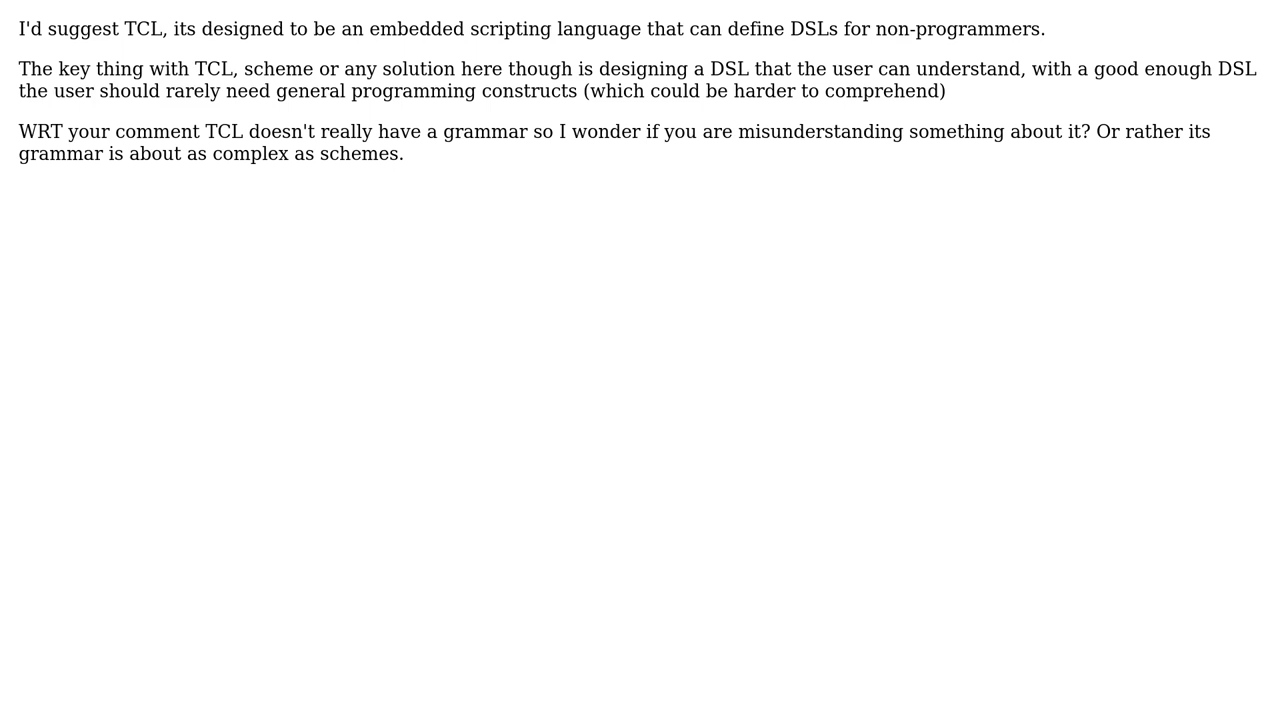 I'd suggest TCL, its designed to be an embedded scripting language that can define DSLs for non-programmers.
The key thing with TCL, scheme or any solution here though is designing a DSL that the user can understand, with a good enough DSL
the user should rarely need general programming constructs (which could be harder to comprehend)
WRT your comment TCL doesn't really have a grammar so I wonder if you are misunderstanding something about it? Or rather its
grammar is about as complex as schemes.